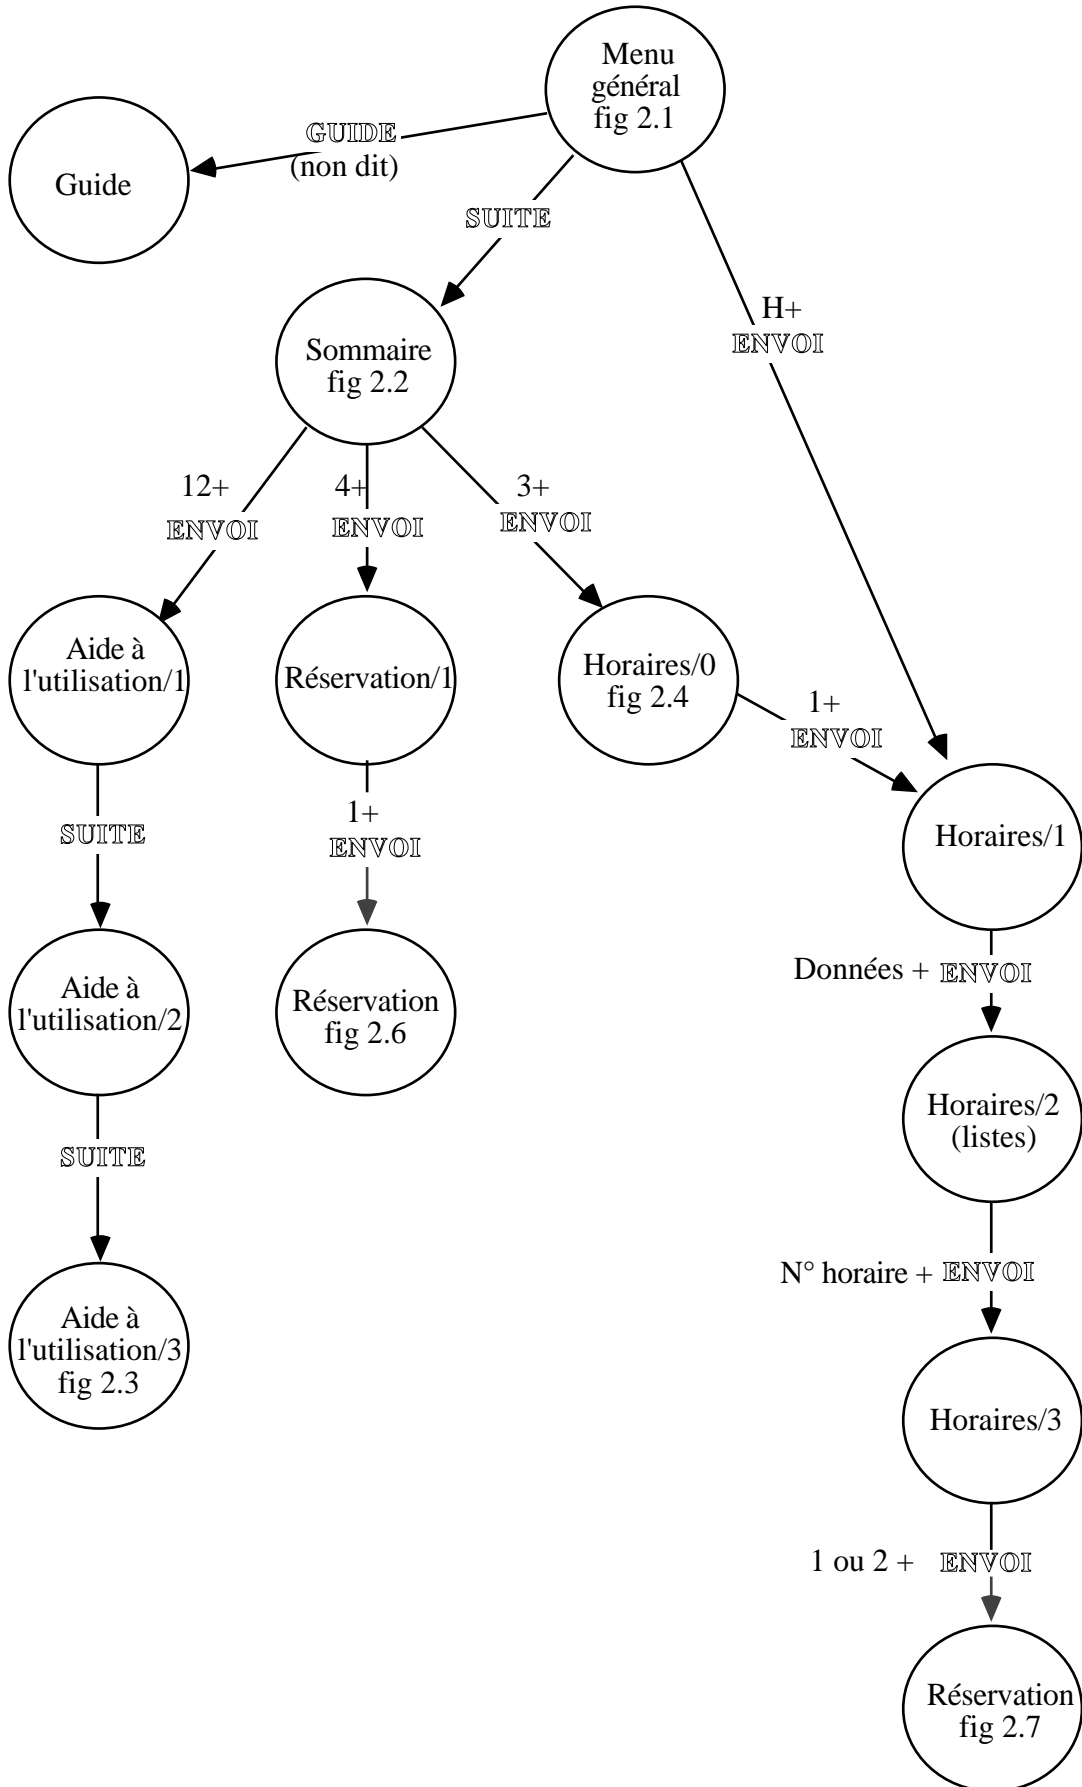 Menu
général
fig 2.1
GUIDE
(non dit)
Guide
SUITE
H+
ENVOI
Sommaire
fig 2.2
12+
ENVOI
4+
ENVOI
3+
ENVOI
Aide à
l'utilisation/1
Réservation/1
Horaires/0
fig 2.4
1+
ENVOI
SUITE
1+
ENVOI
Horaires/1
Données + ENVOI
Aide à
l'utilisation/2
Réservation
fig 2.6
Horaires/2
(listes)
SUITE
N° horaire + ENVOI
Aide à
l'utilisation/3
fig 2.3
Horaires/3
1 ou 2 + ENVOI
Réservation
fig 2.7